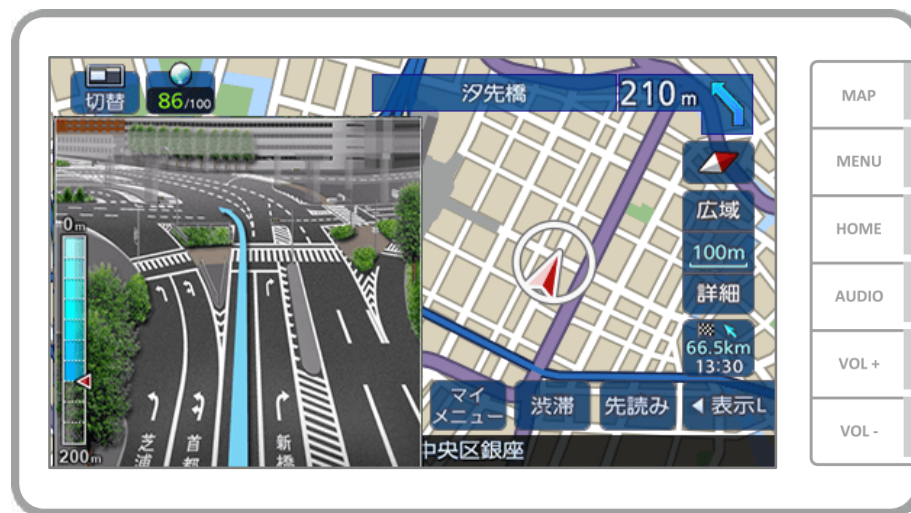 切替
86/100
汐先橋
210 m
MAP
MENU
広域
HOME
0m
100m
詳細
AUDIO
66.5km
13:30
VOL +
マイ
メニュー
渋滞
先読み
表示L
VOL -
芝浦
首都
新橋
200m
中央区銀座